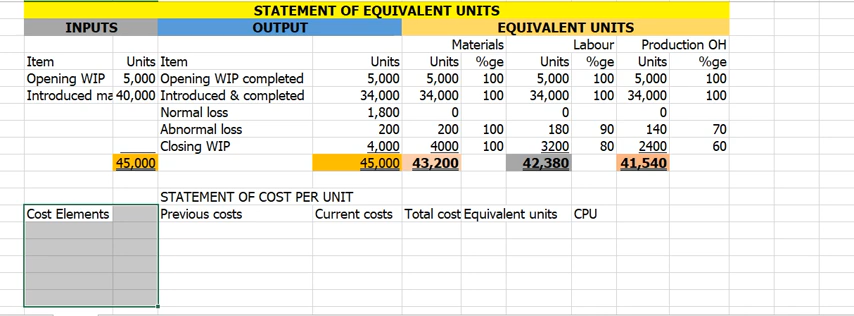 STATEMENT OF EQUIVALENT UNITS
INPUTS OUTPUT EQUIVALENT UNITS
Materials Labour Production OH
Item Units Item Units Units %ge Units %ge Units %ge
Opening WIP 5,000 Opening WIP completed 5,000 5,000 100 5,000 100 5,000 100
Introduced ma 40,000 Introduced & completed 34,000 34,000 100 34,000 100 34,000 100
Normal loss 1,800 0 0 0
Abnormal loss 200 200 100 180 90 140 70
Closing WIP 4,000 4000 100 3200 80 2400 60
45,000 45,000 43,200 42,380 41,540
STATEMENT OF COST PER UNIT
Cost Elements Previous costs Current costs Total cost Equivalent units CPU